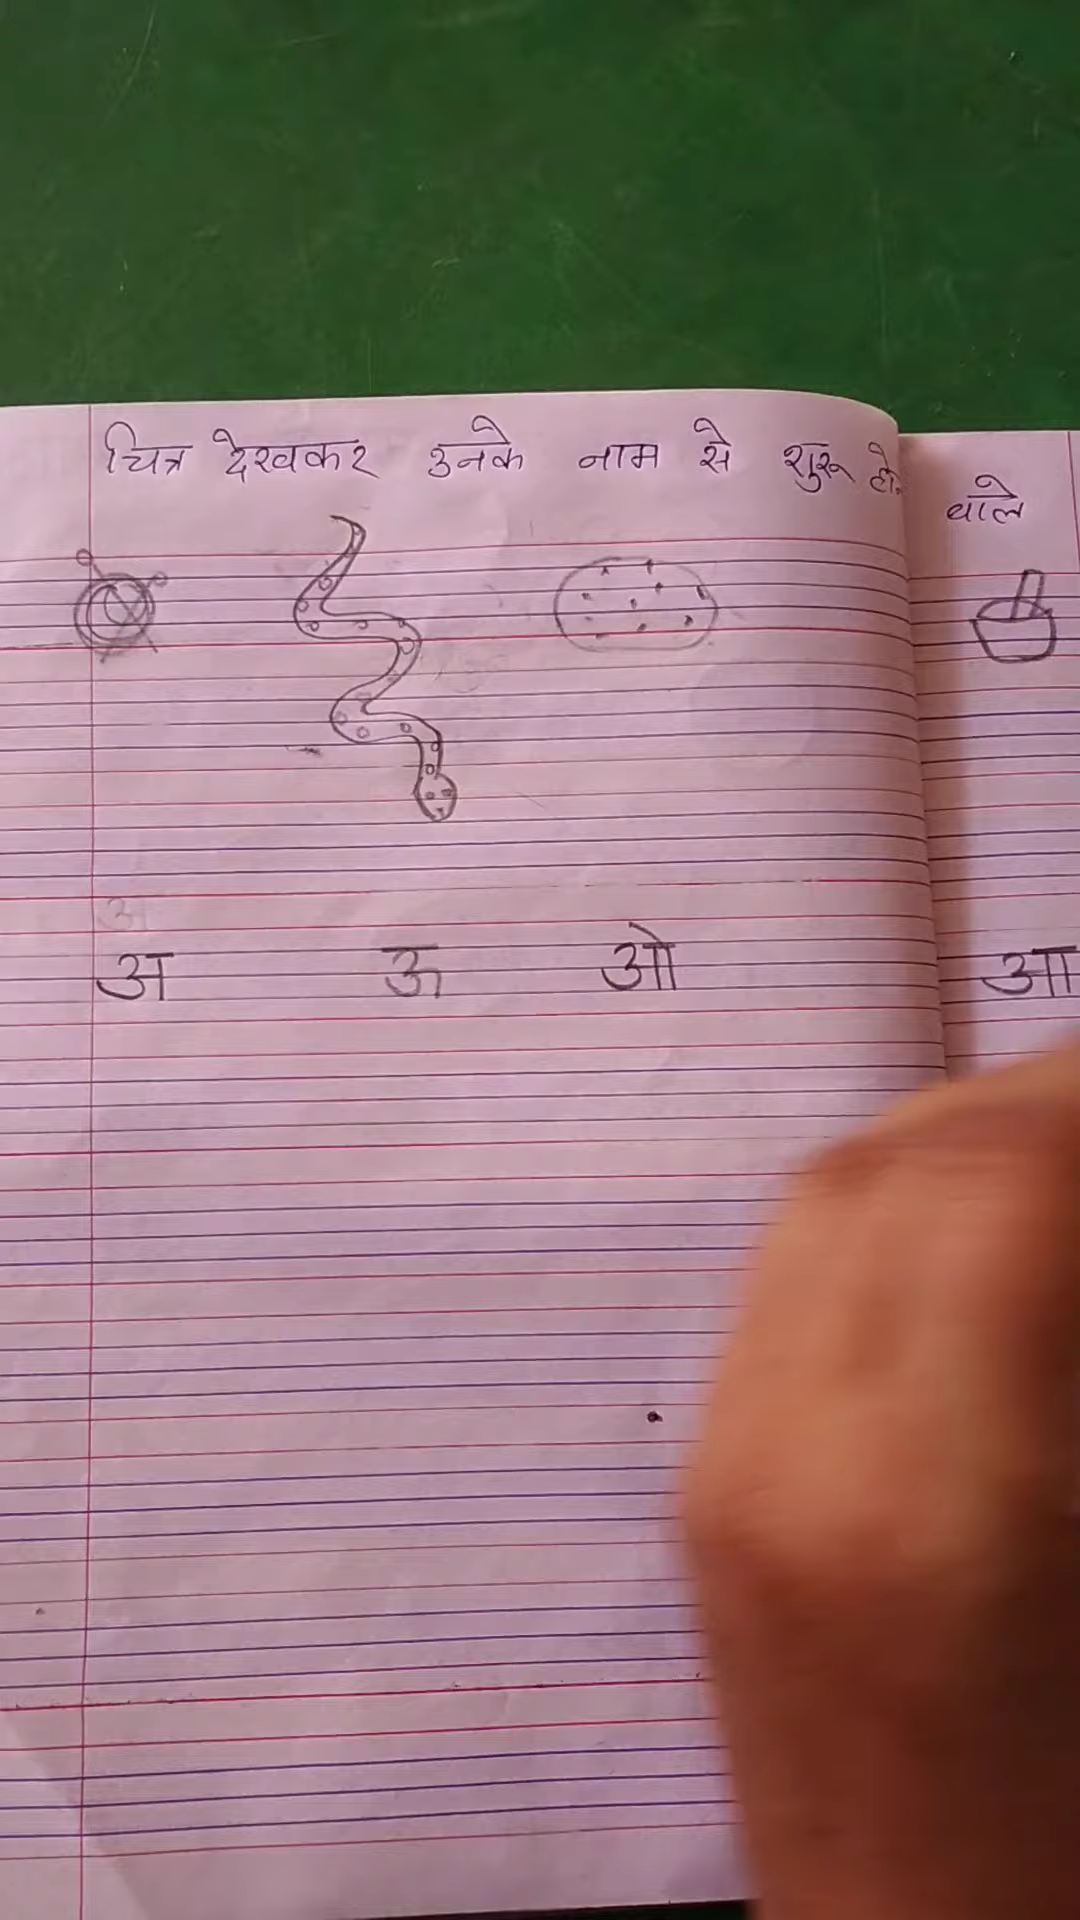 चित्र देखकर उनके नाम से शुरू वाले
अ ऊ ओ आ